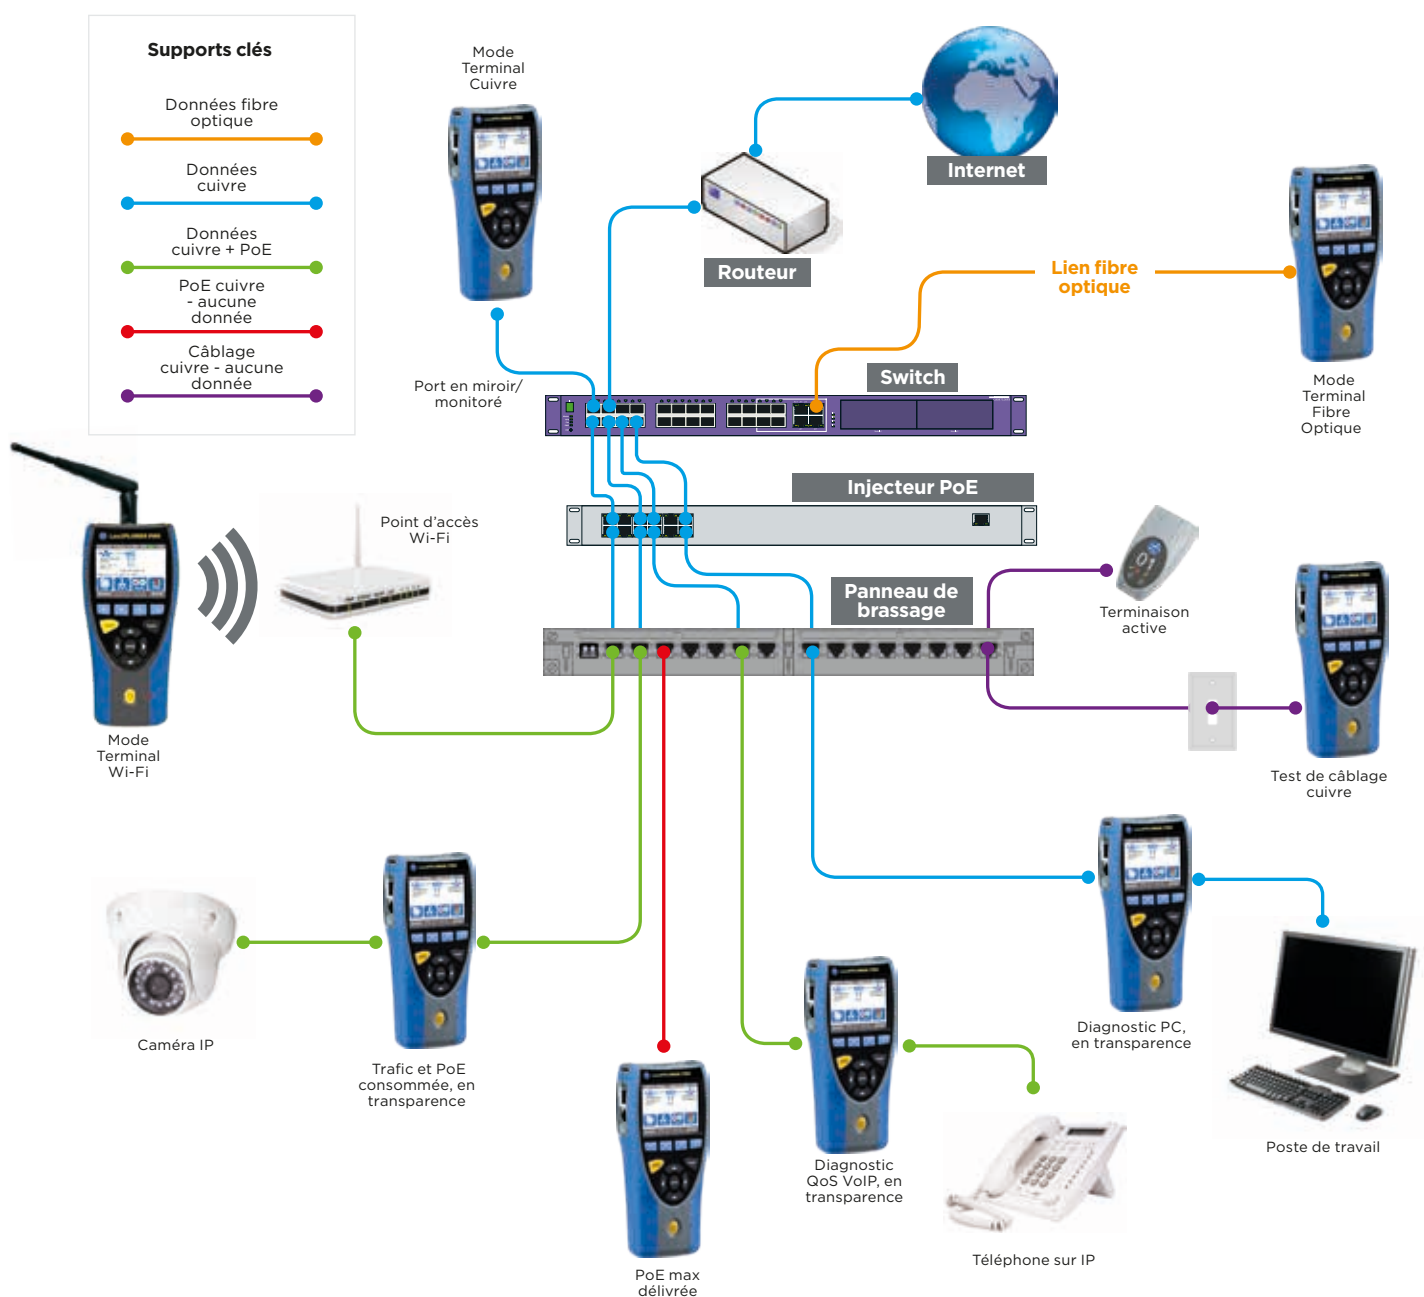 Supports clés
Données fibre
optique
Données
cuivre
Données
cuivre + PoE
PoE cuivre
- aucune
donnée
Câblage
cuivre - aucune
donnée
Mode
Terminal
Cuivre
Internet
Routeur
Lien fibre
optique
Mode
Terminal
Fibre
Optique
Port en miroir/
monitoré
Switch
Injecteur PoE
Point d'accès
Wi-Fi
Mode
Terminal
Wi-Fi
Panneau de
brassage
Terminaison
active
Test de câblage
cuivre
Caméra IP
Trafic et PoE
consommée, en
transparence
PoE max
délivrée
Diagnostic
QoS VoIP, en
transparence
Téléphone sur IP
Diagnostic PC,
en transparence
Poste de travail